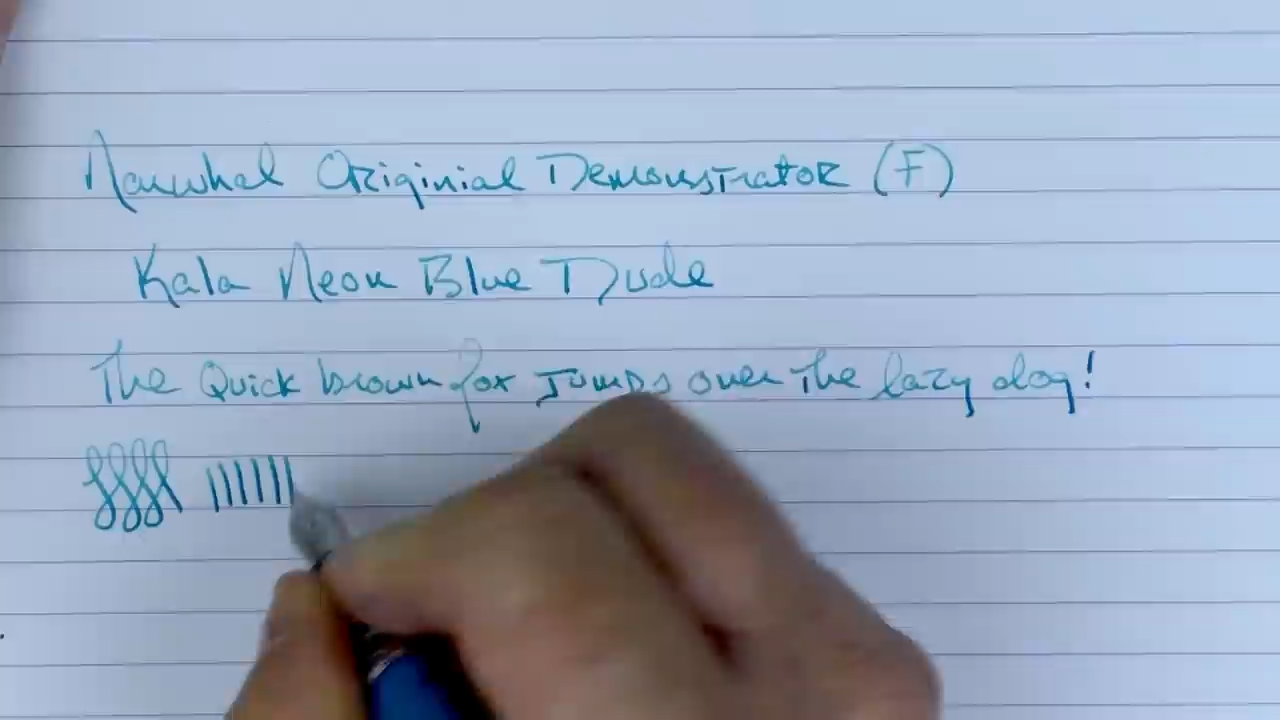 Narwhal Originial Demonstrator (F)
Kala Neon Blue Dude
The Quick brown fox Jumps over The lazy dog!